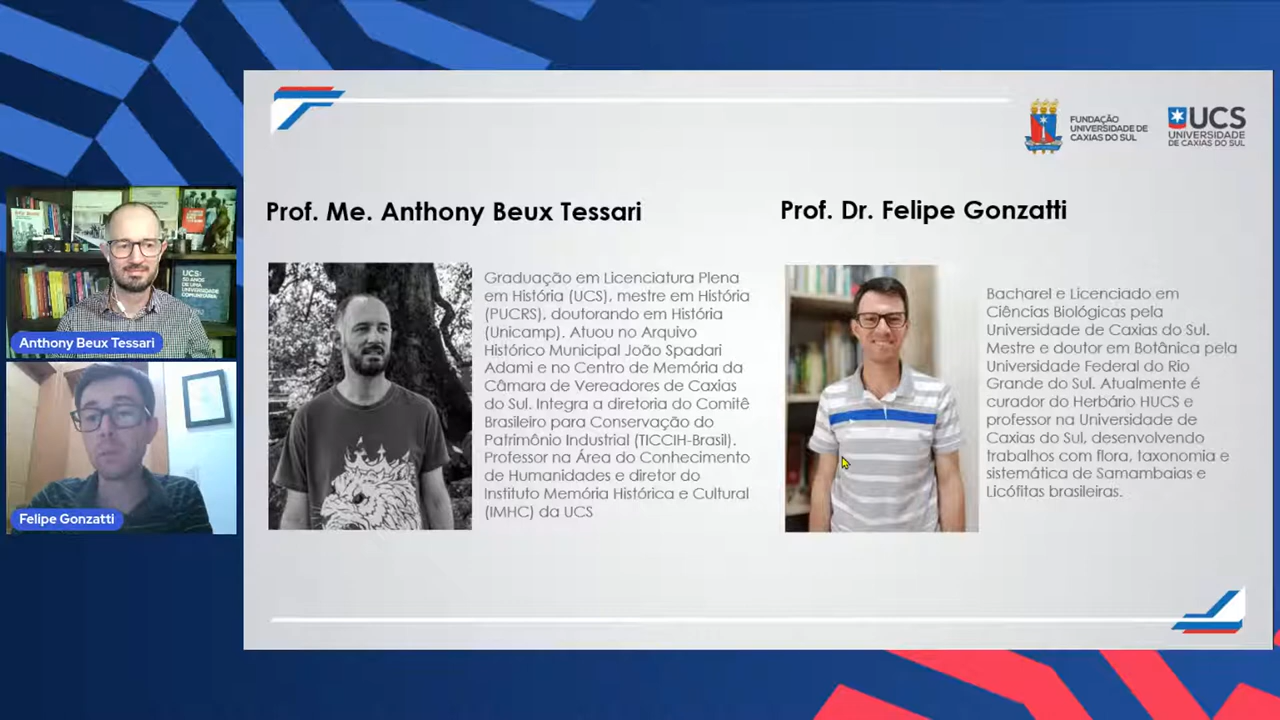 FUNDAÇÃO
UNIVERSIDADE DE
CAXIAS DO SUL
UCS
UNIVERSIDADE
DE CAXIAS DO SUL
Prof. Me. Anthony Beux Tessari
Graduação em Licenciatura Plena
em História (UCS), mestre em História
(PUCRS), doutorando em História
(Unicamp). Atuou no Arquivo
Histórico Municipal João Spadari
Adami e no Centro de Memória da
Câmara de Vereadores de Caxias
do Sul. Integra a diretoria do Comitê
Brasileiro para Conservação do
Patrimônio Industrial (TICCIH-Brasil).
Professor na Área do Conhecimento
de Humanidades e diretor do
Instituto Memória Histórica e Cultural
(IMHC) da UCS
Prof. Dr. Felipe Gonzatti
Bacharel e Licenciado em
Ciências Biológicas pela
Universidade de Caxias do Sul.
Mestre e doutor em Botânica pela
Universidade Federal do Rio
Grande do Sul. Atualmente é
curador do Herbário HUCS e
professor na Universidade de
Caxias do Sul, desenvolvendo
trabalhos com flora, taxonomia e
sistemática de Samambaias e
Licófitas brasileiras.
UCS:
50 ANOS
DE UMA
UNIVERSIDADE
COMUNITÁRIA
Anthony Beux Tessari
Felipe Gonzatti